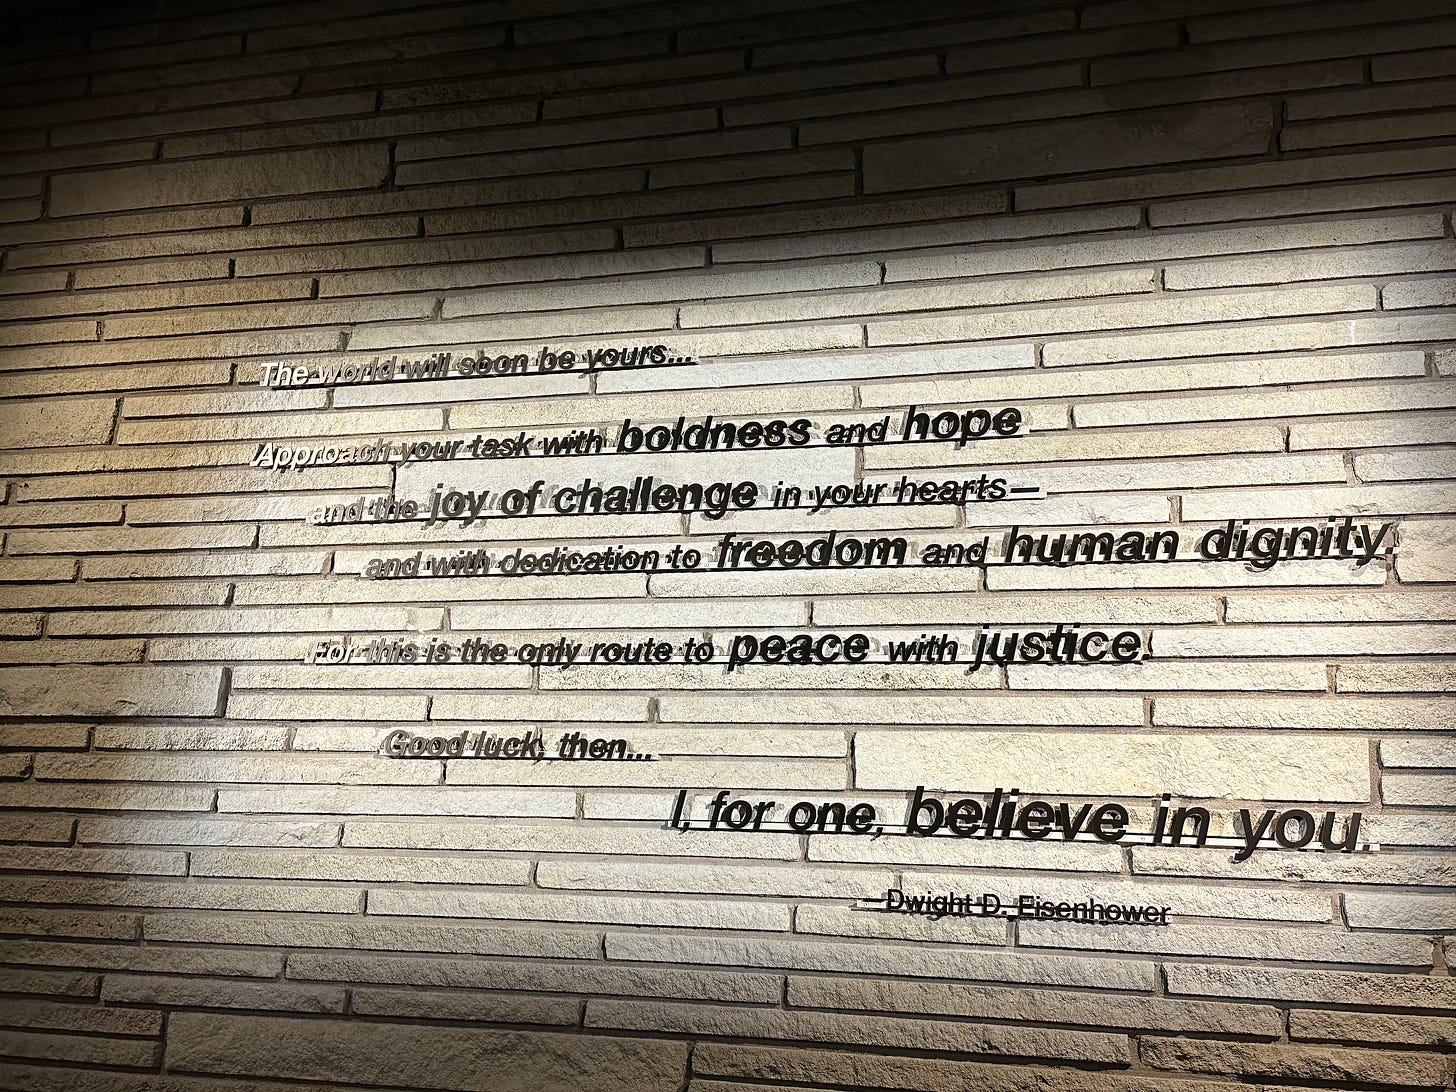 The world will soon be yours...
Approach your task with boldness and hope
and the joy of challenge in your hearts—
and with dedication to freedom and human dignity.
For this is the only route to peace with justice.
Good luck, then...
I, for one, believe in you.
—Dwight D. Eisenhower